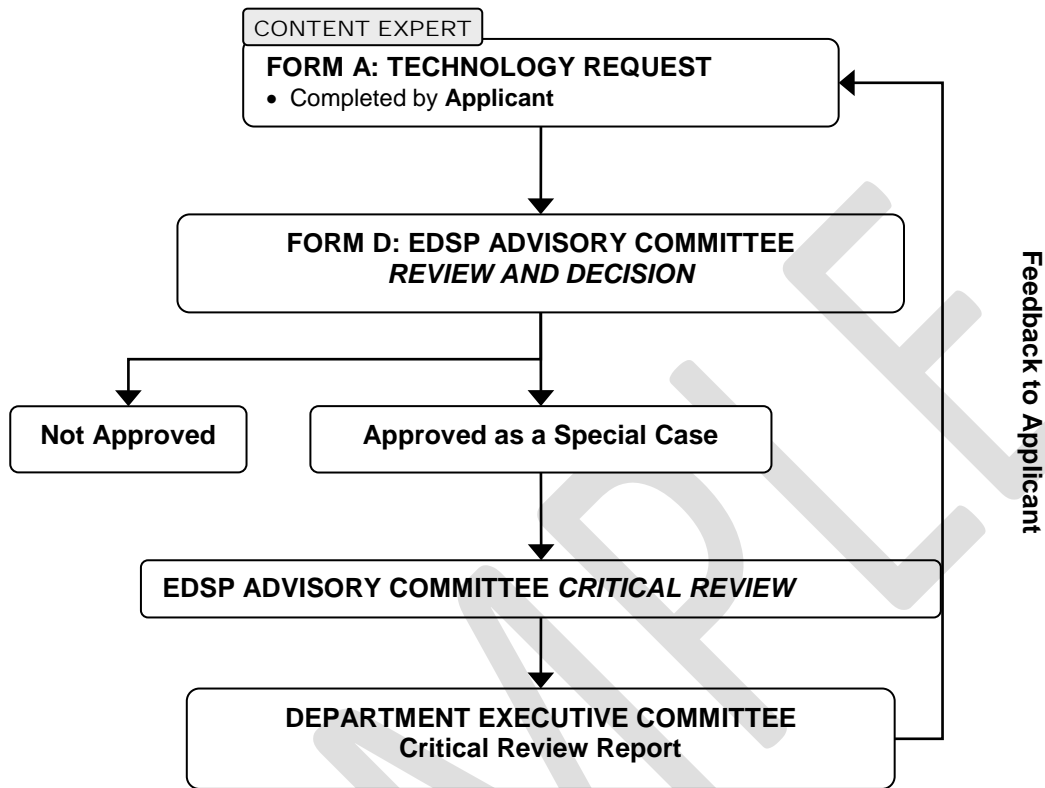 CONTENT EXPERT
FORM A: TECHNOLOGY REQUEST
• Completed by Applicant
FORM D: EDSP ADVISORY COMMITTEE
REVIEW AND DECISION
Not Approved
Approved as a Special Case
EDSP ADVISORY COMMITTEE CRITICAL REVIEW
DEPARTMENT EXECUTIVE COMMITTEE
Critical Review Report
Feedback to Applicant
MPLE